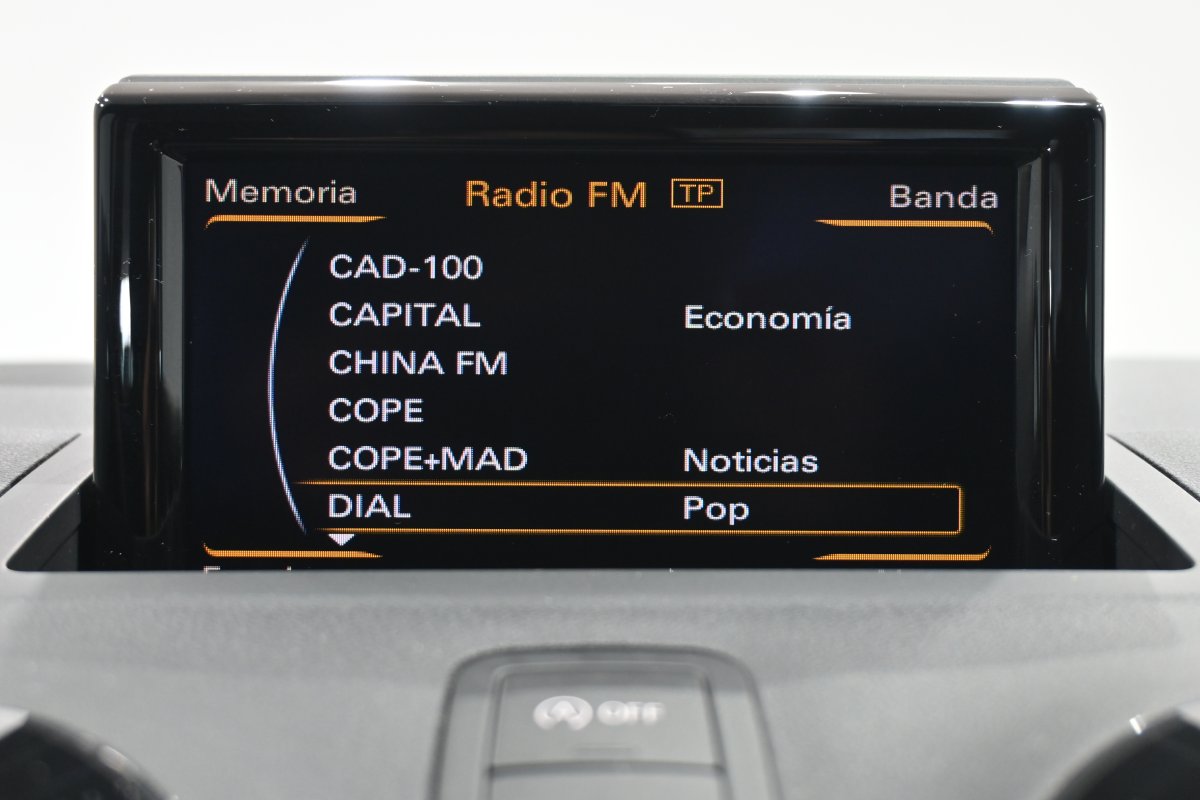 Memoria Radio FM TP Banda
CAD-100
CAPITAL Economía
CHINA FM
COPE
COPE+MAD Noticias
DIAL Pop
OFF